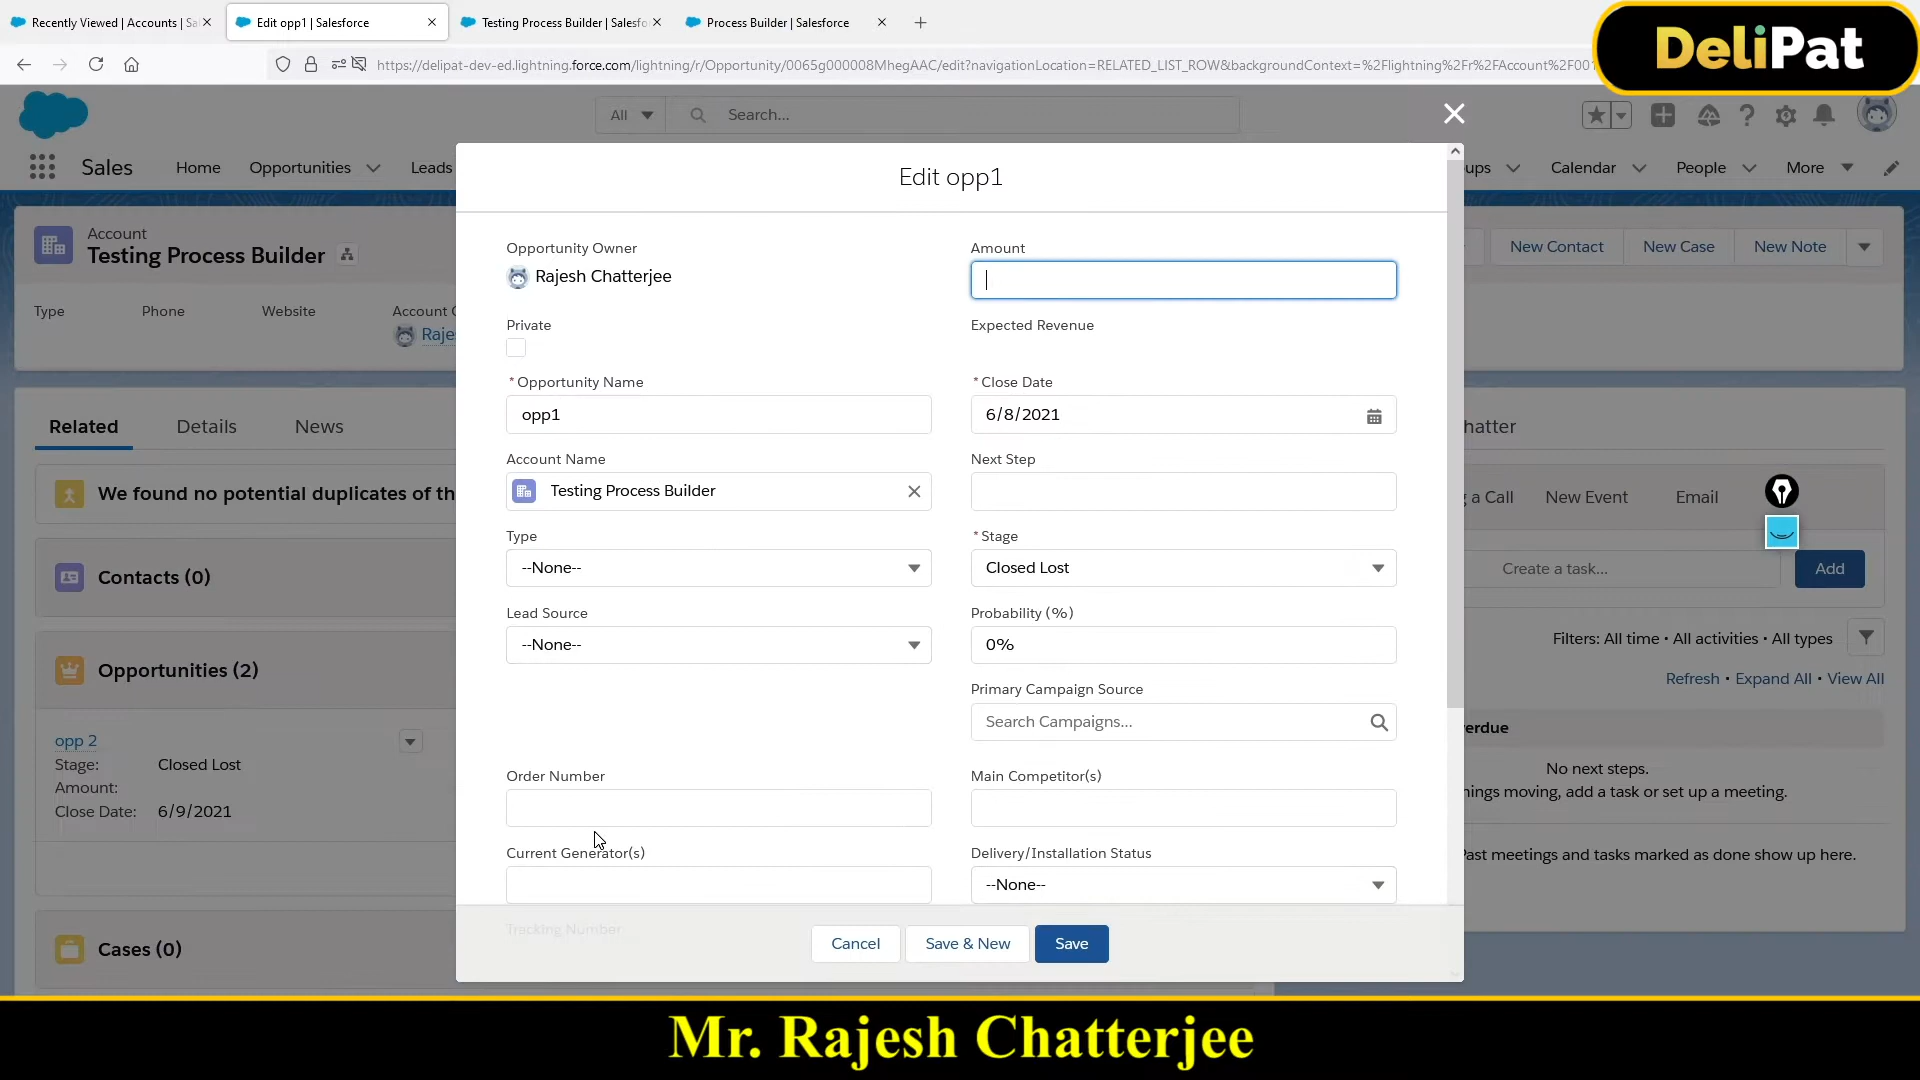 Recently Viewed | Accounts | Sa
Edit opp1 | Salesforce
Testing Process Builder | Salesfo
Process Builder | Salesforce
DeliPat
https://delipat-dev-ed.lightning.force.com/lightning/r/Opportunity/0065g000008MhegAAC/edit?navigationLocation=RELATED_LIST_ROW&backgroundContext=%2Flightning%2Fr%2FAccount%2F001
All
Search...
Sales
Home
Opportunities
Leads
ups
Calendar
People
More
Edit opp1
Account
Testing Process Builder
New Contact
New Case
New Note
Type
Phone
Website
Account O
Raje
Opportunity Owner
Rajesh Chatterjee
Amount
Private
Expected Revenue
*Opportunity Name
opp1
*Close Date
6/8/2021
Account Name
Testing Process Builder
Next Step
Type
--None--
*Stage
Closed Lost
Lead Source
--None--
Probability (%)
0%
Primary Campaign Source
Search Campaigns...
Order Number
Main Competitor(s)
Current Generator(s)
Delivery/Installation Status
--None--
Tracking Number
Cancel
Save & New
Save
Related
Details
News
We found no potential duplicates of th
Contacts (0)
Opportunities (2)
opp 2
Stage:
Closed Lost
Amount:
Close Date:
6/9/2021
Cases (0)
hatter
g a Call
New Event
Email
Create a task...
Add
Filters: All time • All activities • All types
Refresh • Expand All • View All
erdue
No next steps.
hings moving, add a task or set up a meeting.
Past meetings and tasks marked as done show up here.
Mr. Rajesh Chatterjee